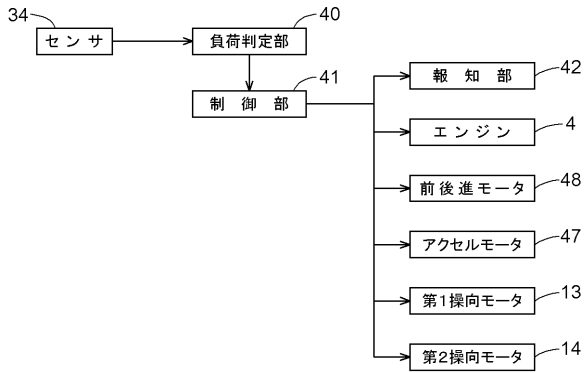 34
センサ
40
負荷判定部
41
制御部
42
報知部
4
エンジン
48
前後進モータ
47
アクセルモータ
13
第1操向モータ
14
第2操向モータ